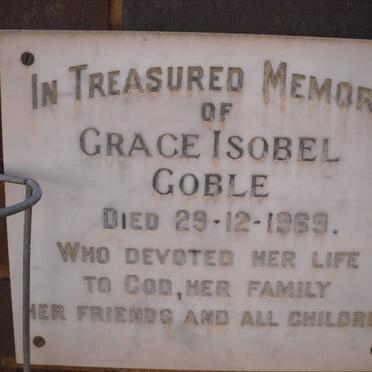 In Treasured Memor
of
Grace Isobel
Goble
Died 29-12-1969.
Who devoted her life
to God, her family
her friends and all childre